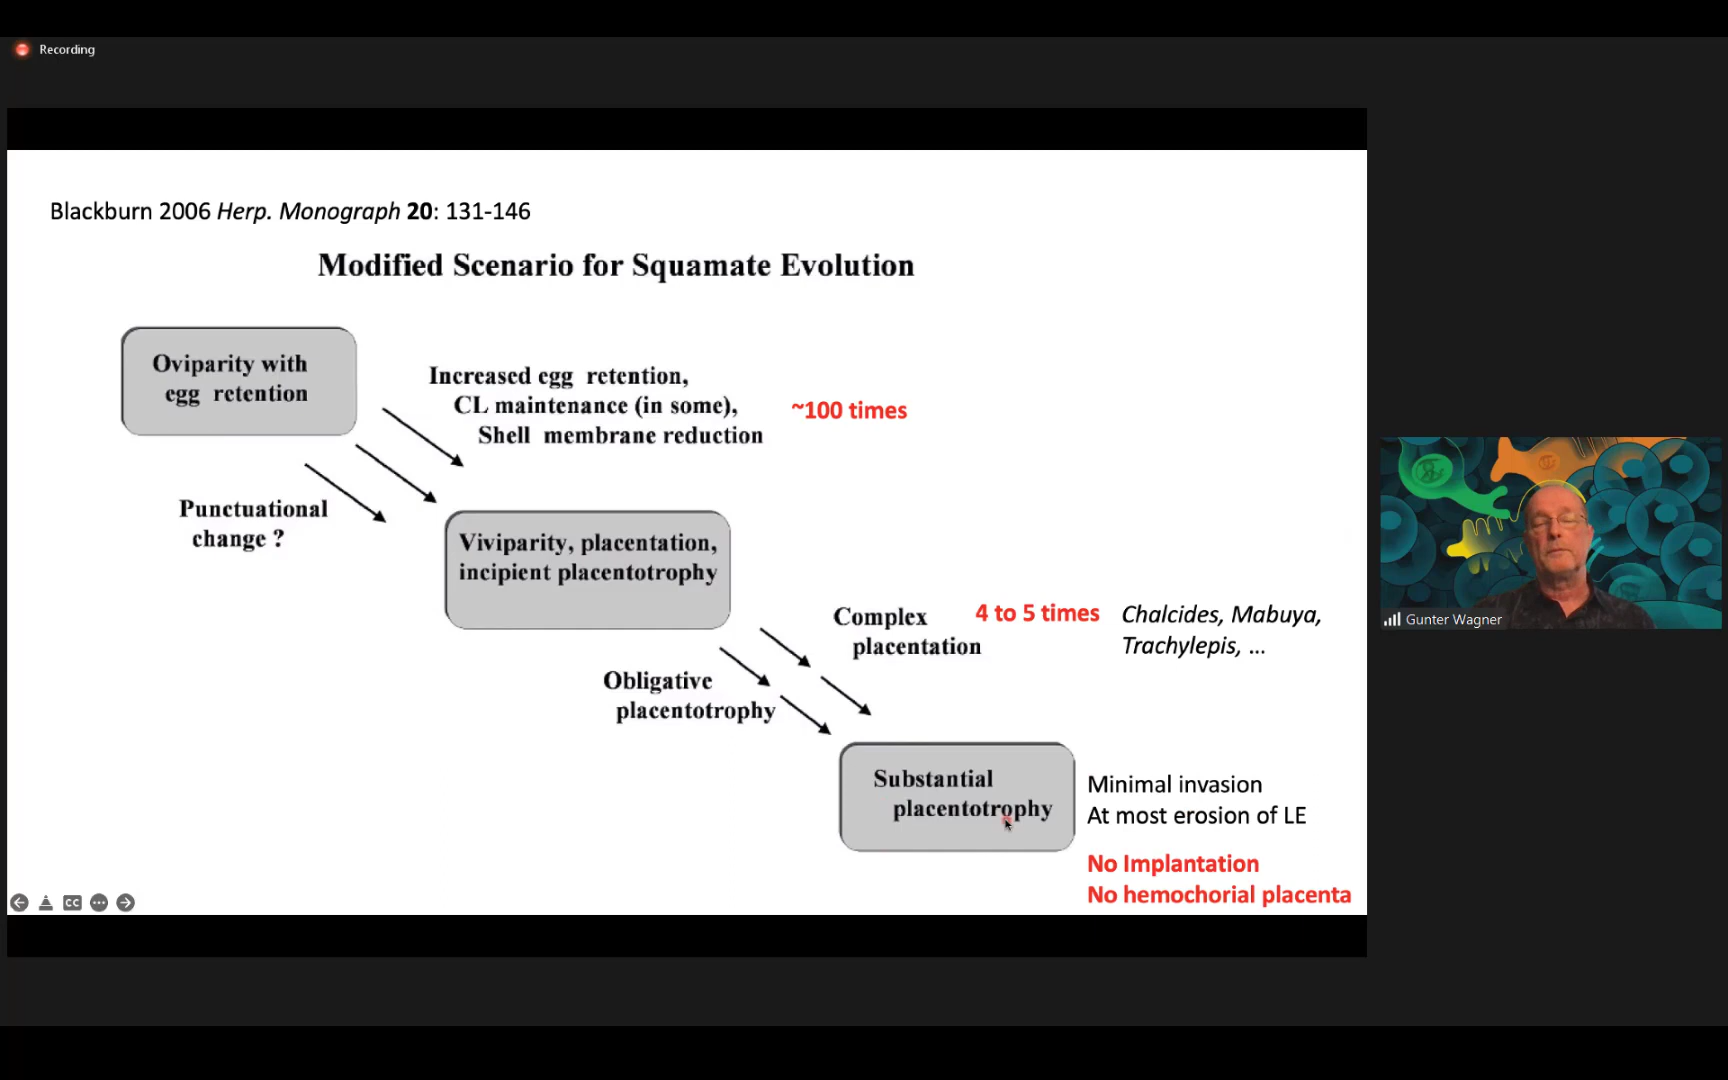 Recording
Blackburn 2006 Herp. Monograph 20: 131-146
Modified Scenario for Squamate Evolution
Oviparity with
egg retention
Increased egg retention,
CL maintenance (in some),
Shell membrane reduction
~100 times
Punctuational
change ?
Viviparity, placentation,
incipient placentotrophy
Complex
placentation
4 to 5 times
Chalcides, Mabuya,
Trachylepis, ...
Obligative
placentotrophy
Substantial
placentotrophy
Minimal invasion
At most erosion of LE
No Implantation
No hemochorial placenta
CC
Gunter Wagner